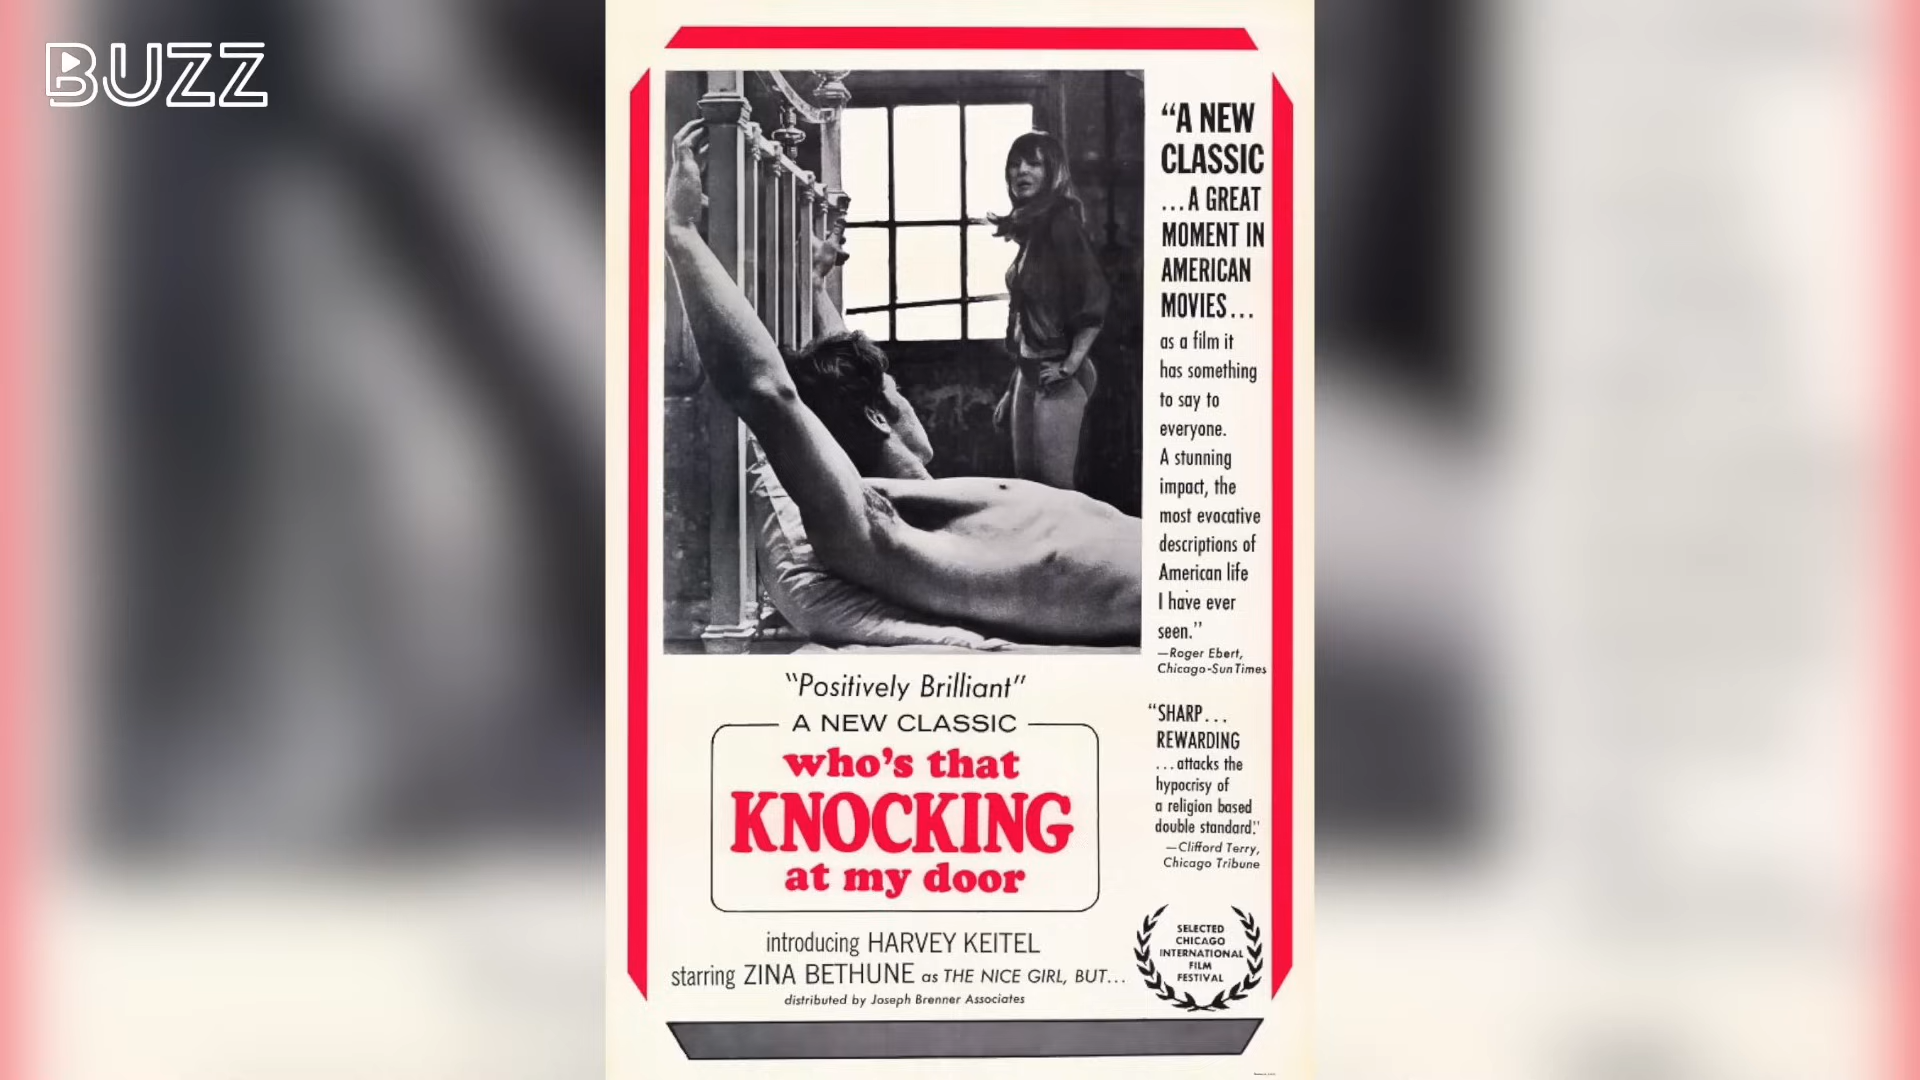 BUZZ
“A NEW
CLASSIC
...A GREAT
MOMENT IN
AMERICAN
MOVIES...
as a film it
has something
to say to
everyone.
A stunning
impact, the
most evocative
descriptions of
American life
I have ever
seen.”
—Roger Ebert,
Chicago-Sun Times
“SHARP...
REWARDING
...attacks the
hypocrisy of
a religion based
double standard.”
—Clifford Terry,
Chicago Tribune
“Positively Brilliant”
A NEW CLASSIC
who's that
KNOCKING
at my door
introducing HARVEY KEITEL
starring ZINA BETHUNE as THE NICE GIRL, BUT...
distributed by Joseph Brenner Associates
SELECTED
CHICAGO
INTERNATIONAL
FILM
FESTIVAL